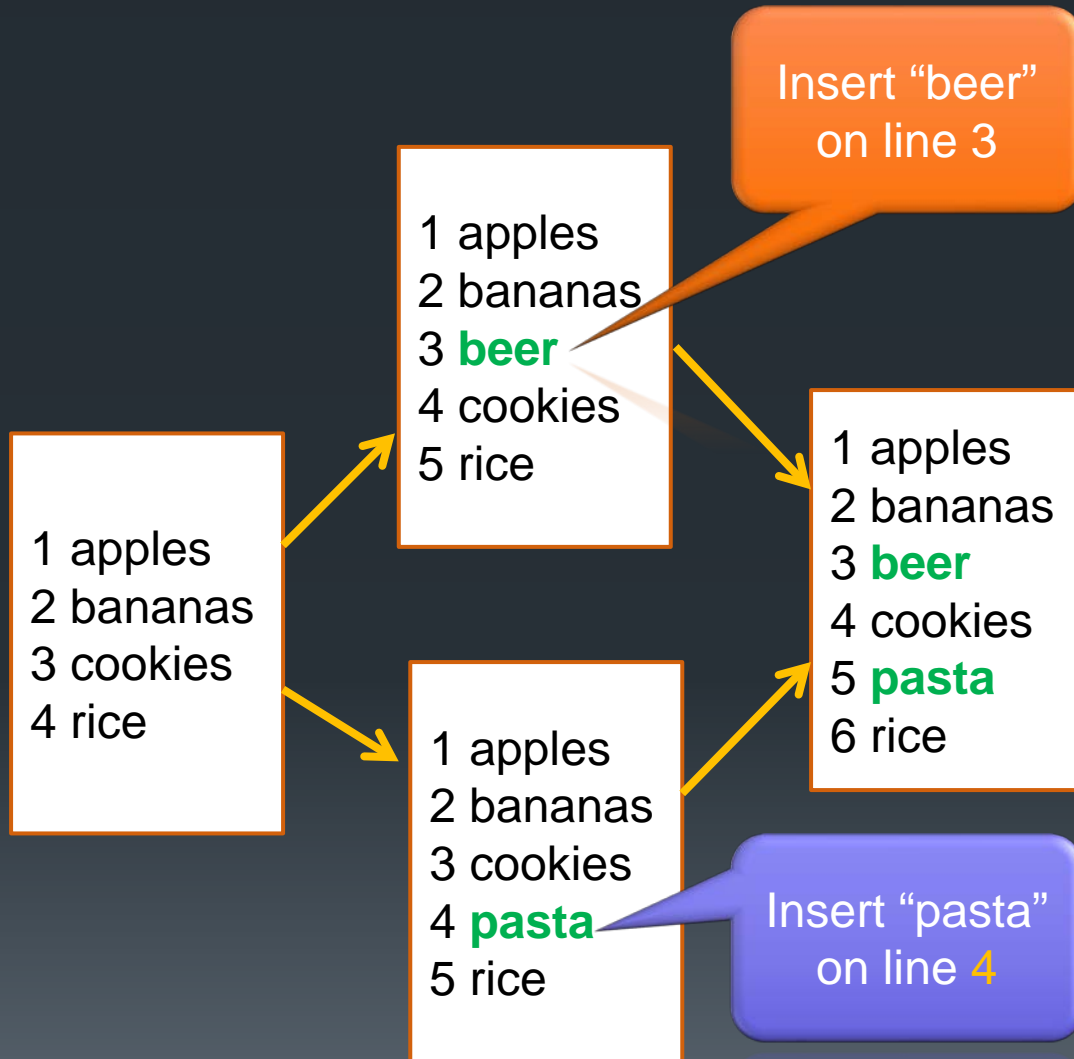 Insert “beer”
on line 3
1 apples
2 bananas
3 beer
4 cookies
5 rice
1 apples
2 bananas
3 cookies
4 rice
1 apples
2 bananas
3 beer
4 cookies
5 pasta
6 rice
1 apples
2 bananas
3 cookies
4 pasta
5 rice
Insert “pasta”
on line 4